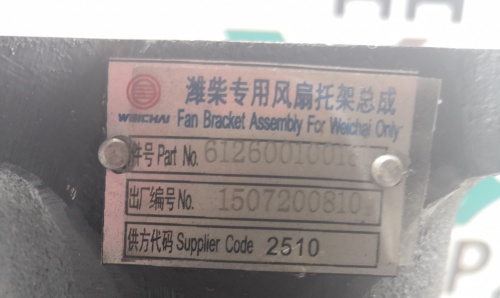 潍柴专用风扇托架总成
WEICHAI Fan Bracket Assembly For Weichai Only
件号 Part No.
出厂编号 No. 1507200810
供方代码 Supplier Code 2510